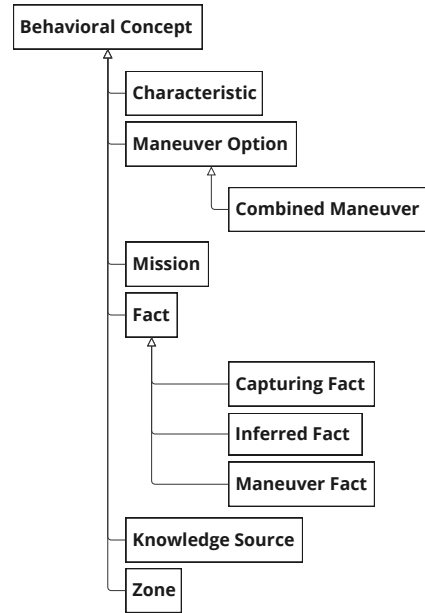 Behavioral Concept
Characteristic
Maneuver Option
Combined Maneuver
Mission
Fact
Capturing Fact
Inferred Fact
Maneuver Fact
Knowledge Source
Zone